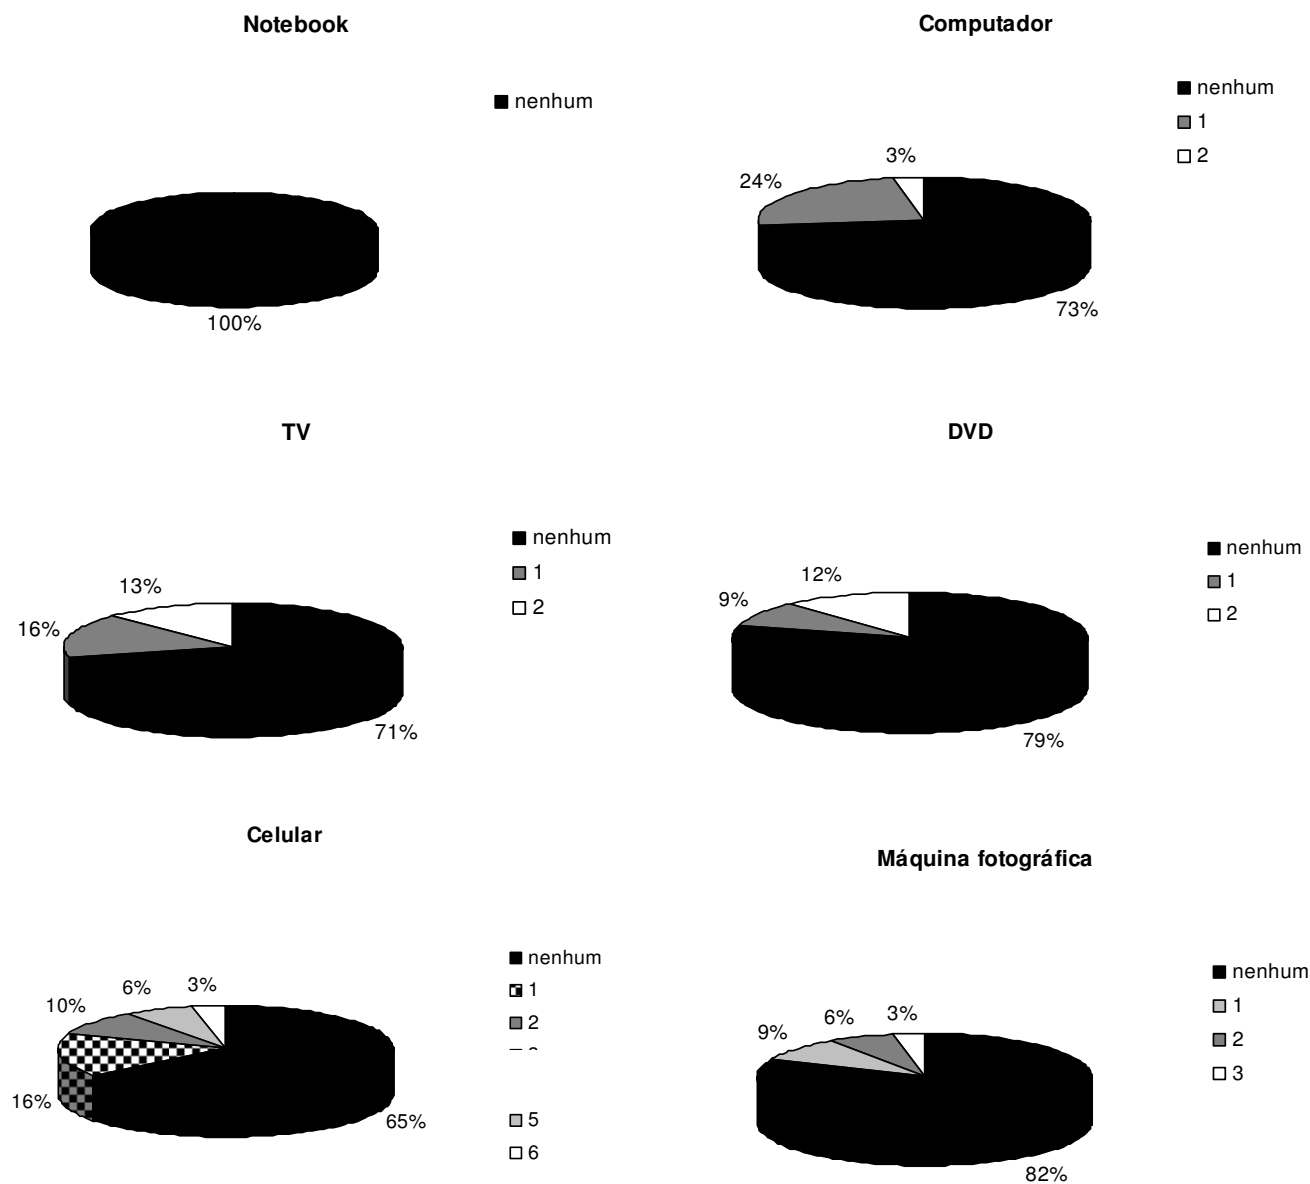 Notebook
nenhum
100%
Computador
nenhum
1
2
3%
24%
73%
TV
nenhum
1
2
13%
16%
71%
DVD
nenhum
1
2
12%
9%
79%
Celular
nenhum
1
2
5
6
3%
6%
10%
16%
65%
Máquina fotográfica
nenhum
1
2
3
3%
6%
9%
82%